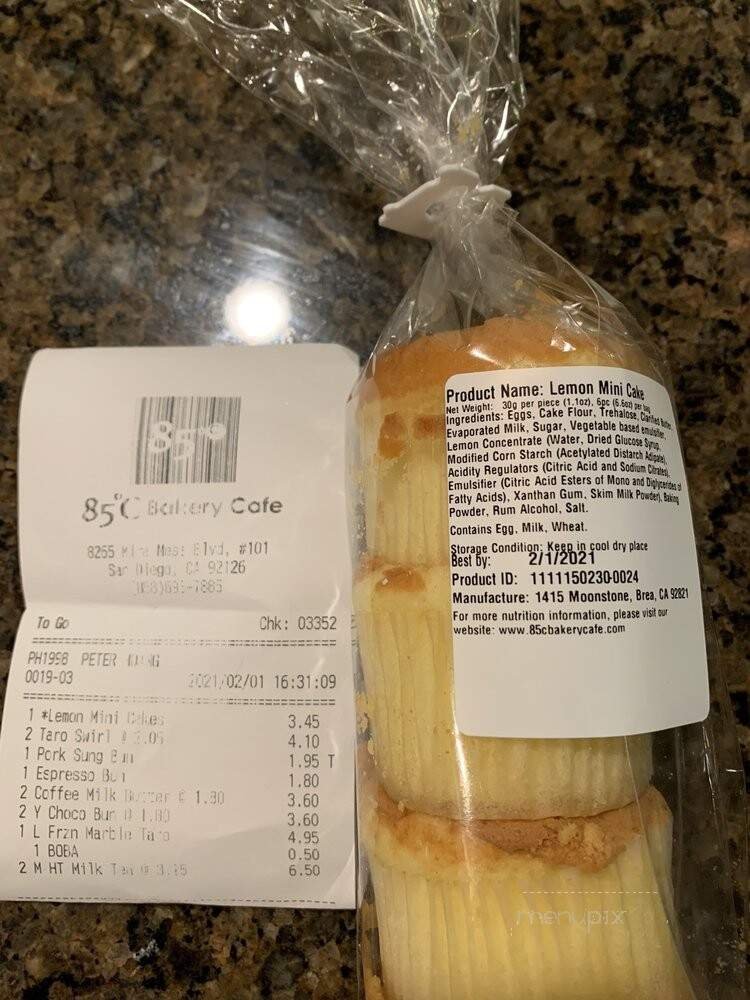 85°C
85°C Bakery Cafe
8265 Mira Mesa Blvd, #101
San Diego, CA 92126
To Go Chk: 03352
PH1998 PETER
0019-03 2021/02/01 16:31:09
1 *Lemon Mini Cakes 3.45
2 Taro Swirl @ 2.05 4.10
1 Pork Sung Bun 1.95 T
1 Espresso Bun 1.80
2 Coffee Milk Butter @ 1.80 3.60
2 Y Choco Bun @ 1.80 3.60
1 L Frzn Marble Taro 4.95
1 BOBA 0.50
2 M HT Milk Tea 6.50
Product Name: Lemon Mini Cake
Net Weight: 30g per piece (1.1oz), 6pc (6.6oz) per bag
Ingredients: Eggs, Cake Flour, Trehalose, Clarified Butter,
Evaporated Milk, Sugar, Vegetable based emulsifier,
Lemon Concentrate (Water, Dried Glucose Syrup,
Modified Corn Starch (Acetylated Distarch Adipate),
Acidity Regulators (Citric Acid and Sodium Citrates),
Emulsifier (Citric Acid Esters of Mono and Diglycerides of
Fatty Acids), Xanthan Gum, Skim Milk Powder), Baking
Powder, Rum Alcohol, Salt.
Contains Egg, Milk, Wheat.
Storage Condition: Keep in cool dry place
Best by: 2/1/2021
Product ID: 1111150230-0024
Manufacture: 1415 Moonstone, Brea, CA 92821
For more nutrition information, please visit our
website: www.85cbakerycafe.com
menupix